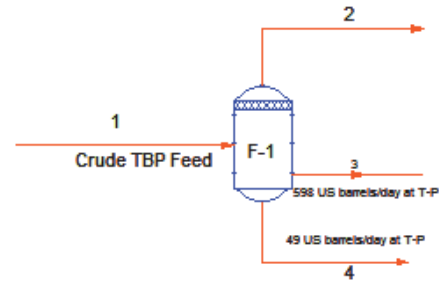 2
1
F-1
Crude TBP Feed
3
598 US barrels/day at T-P
49 US barrels/day at T-P
4